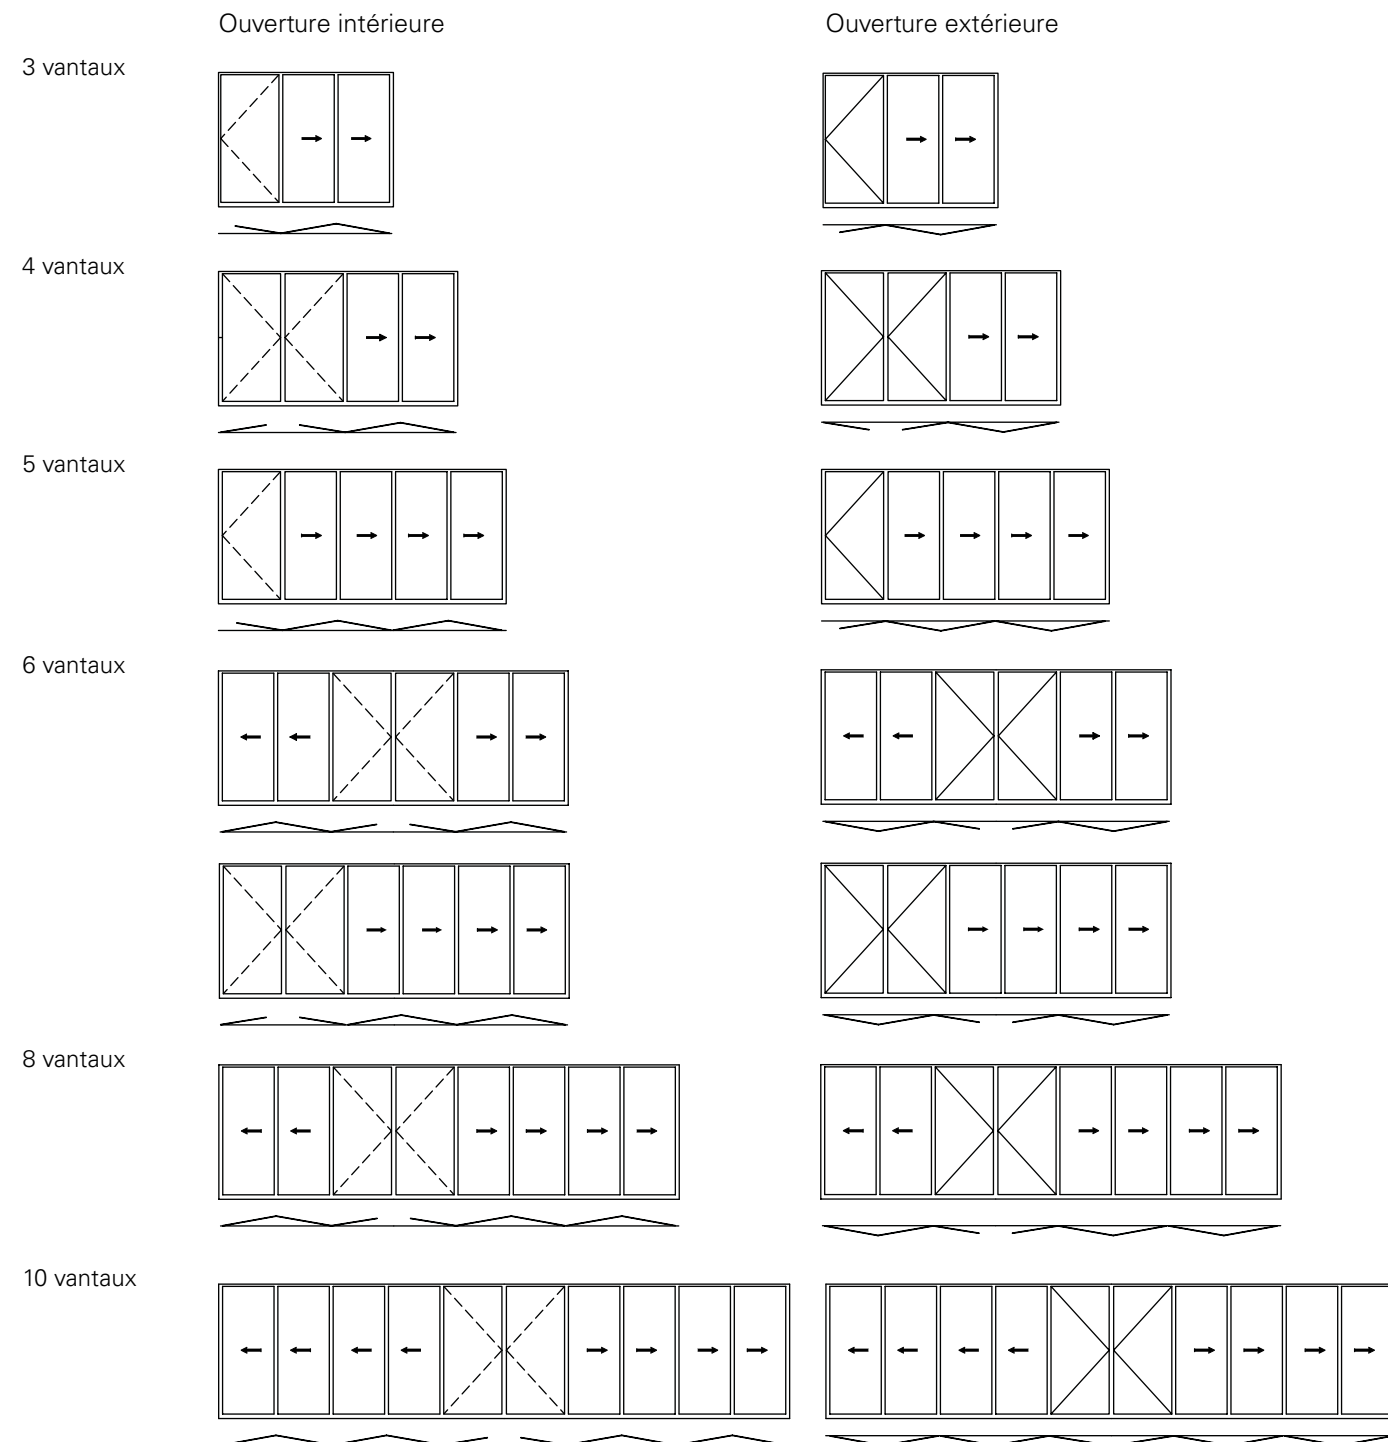 Ouverture intérieure
Ouverture extérieure
3 vantaux
4 vantaux
5 vantaux
6 vantaux
8 vantaux
10 vantaux